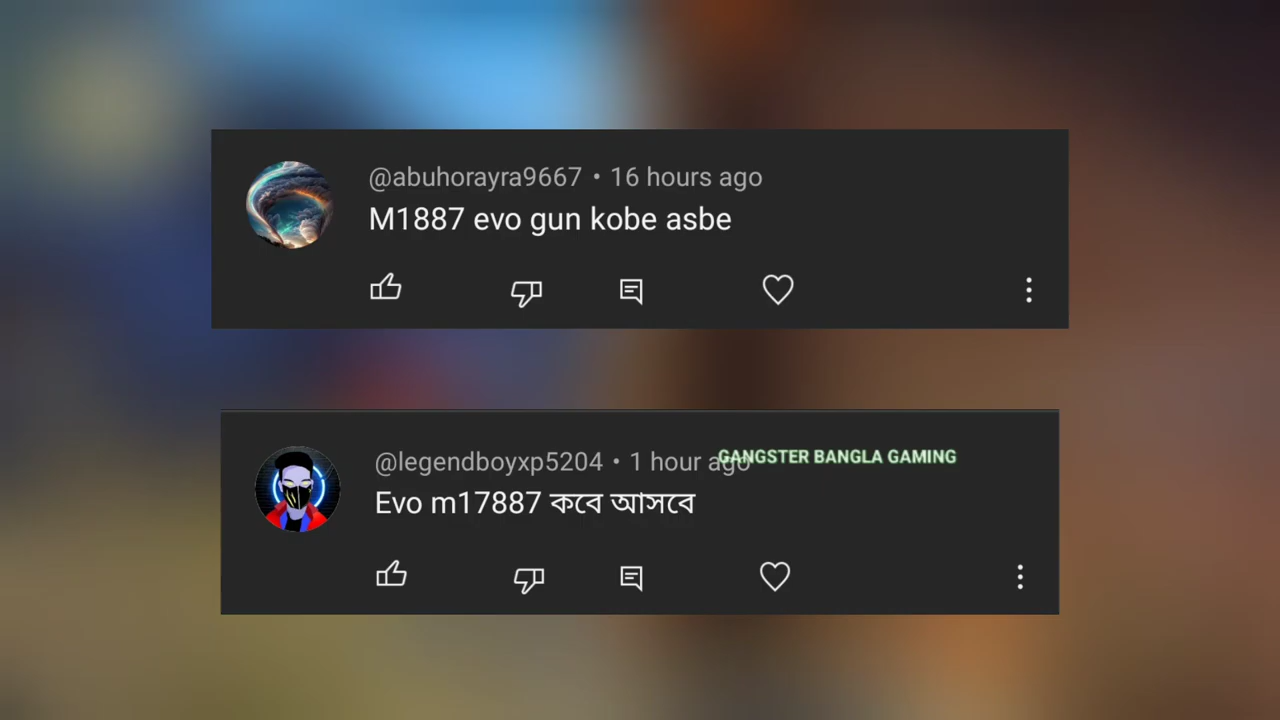 @abuhorayra9667 • 16 hours ago
M1887 evo gun kobe asbe
@legendboyxp5204 • 1 hour ago
GANGSTER BANGLA GAMING
Evo m17887 কবে আসবে